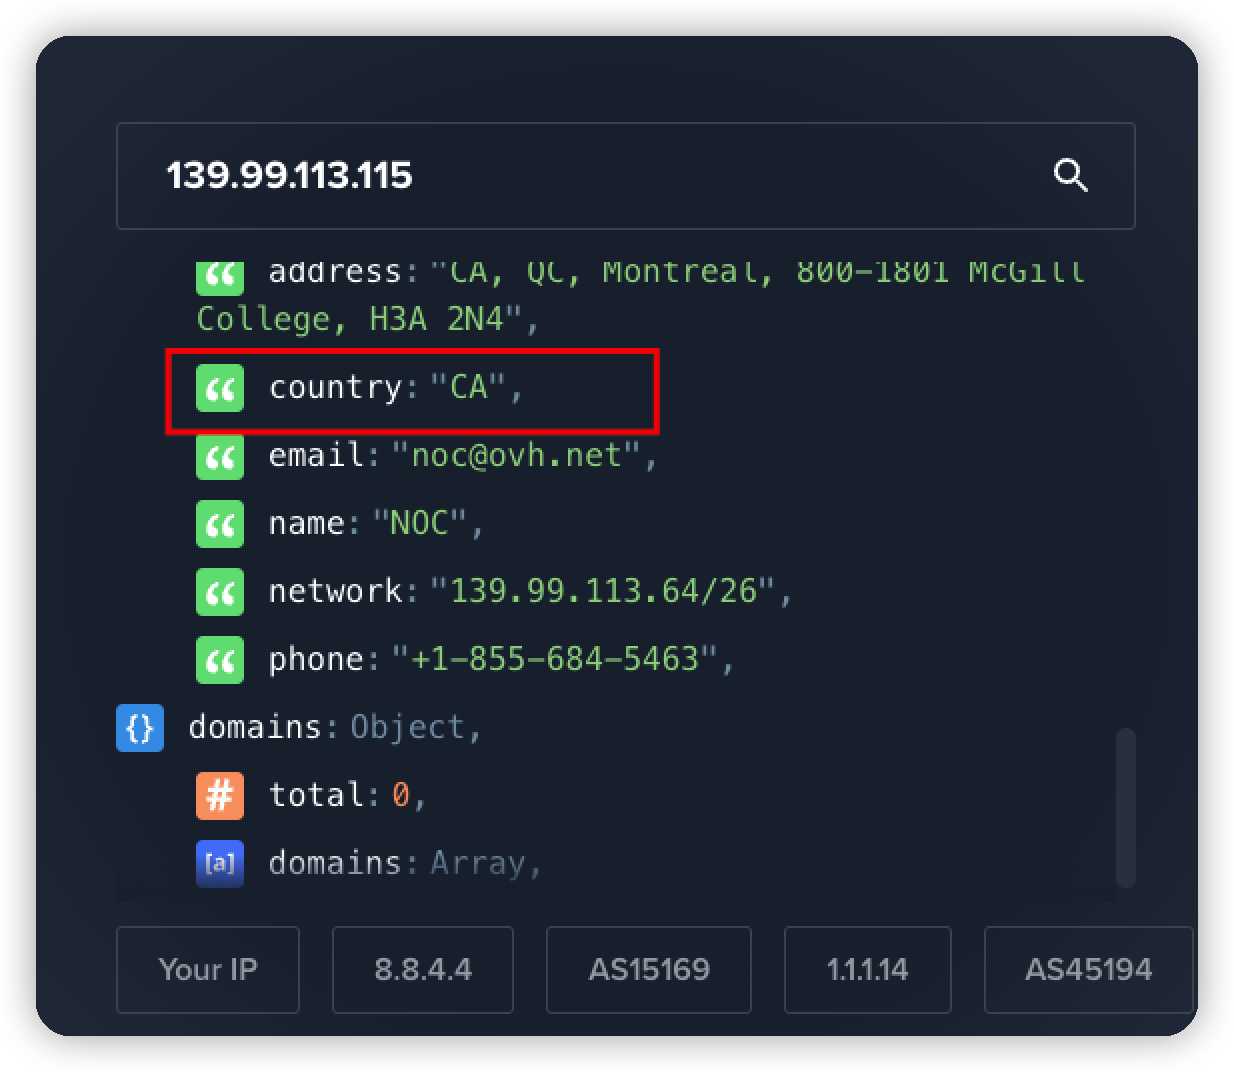 139.99.113.115
address: "CA, QC, Montreal, 800-1801 McGill
College, H3A 2N4",
country: "CA",
email: "noc@ovh.net",
name: "NOC",
network: "139.99.113.64/26",
phone: "+1-855-684-5463",
{} domains: Object,
# total: 0,
[a] domains: Array,
Your IP 8.8.4.4 AS15169 1.1.1.14 AS45194